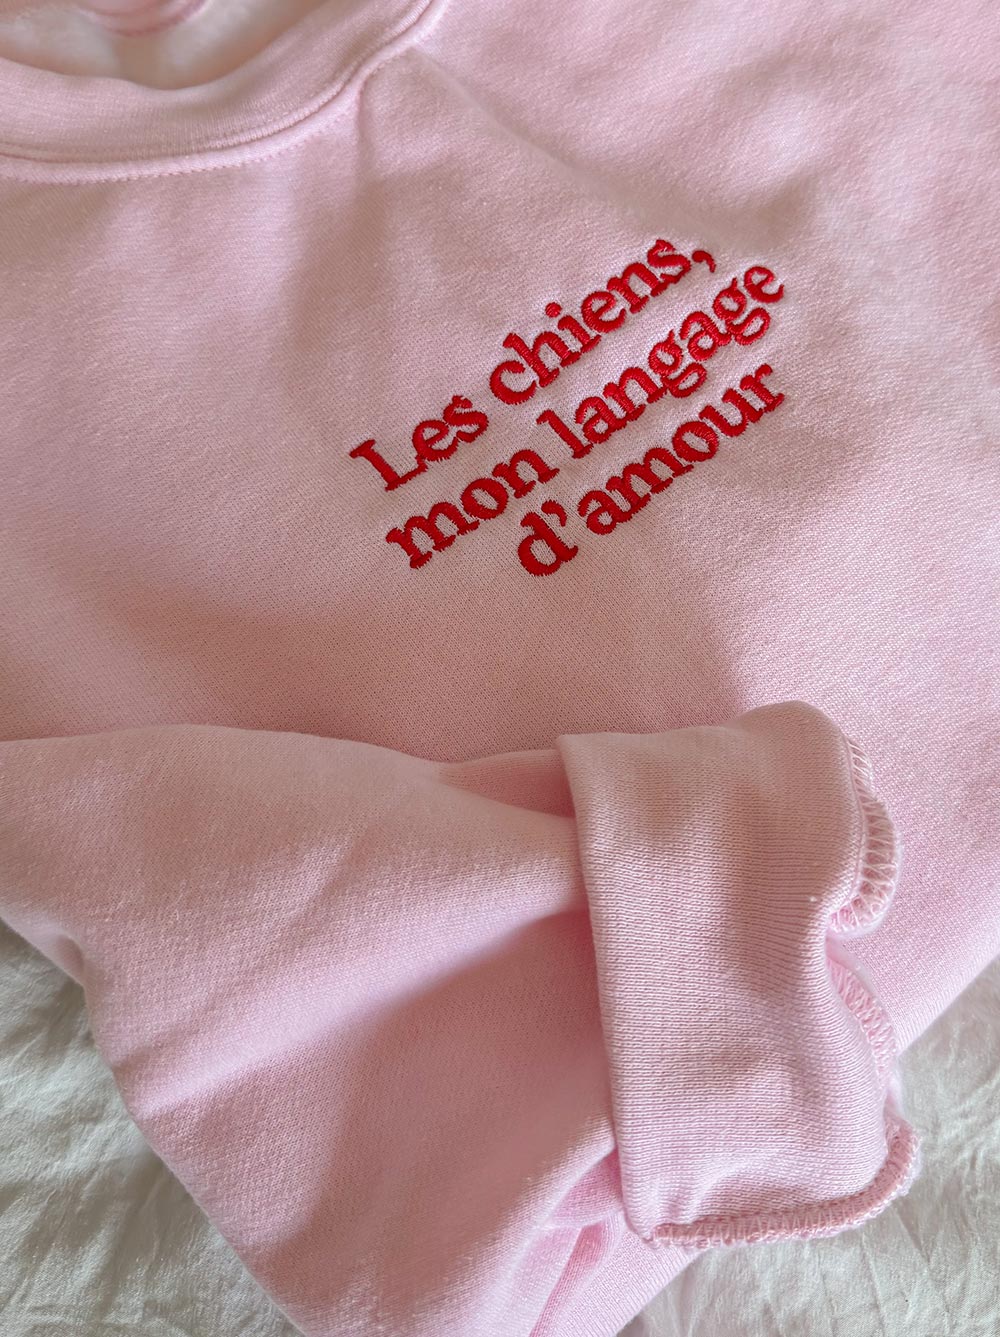 Les chiens,
mon langage
d'amour